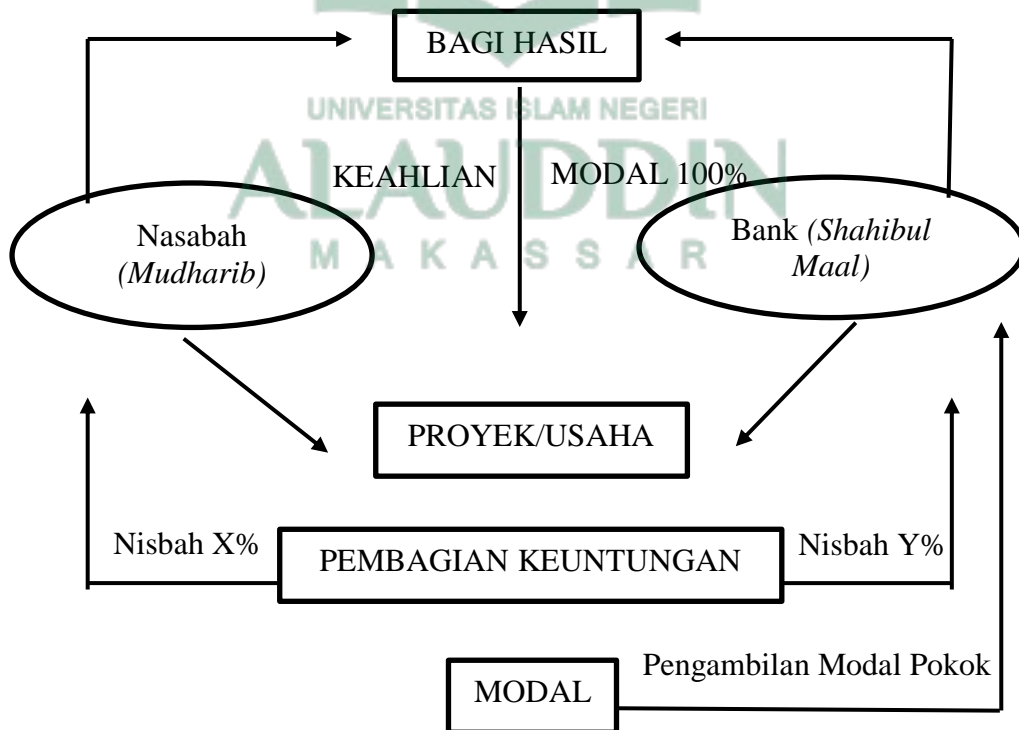 BAGI HASIL
UNIVERSITAS ISLAM NEGERI
ALAUDDIN
MAKASSAR
KEAHLIAN
MODAL 100%
Nasabah
(Mudharib)
Bank (Shahibul
Maal)
PROYEK/USAHA
Nisbah X%
PEMBAGIAN KEUNTUNGAN
Nisbah Y%
Pengambilan Modal Pokok
MODAL